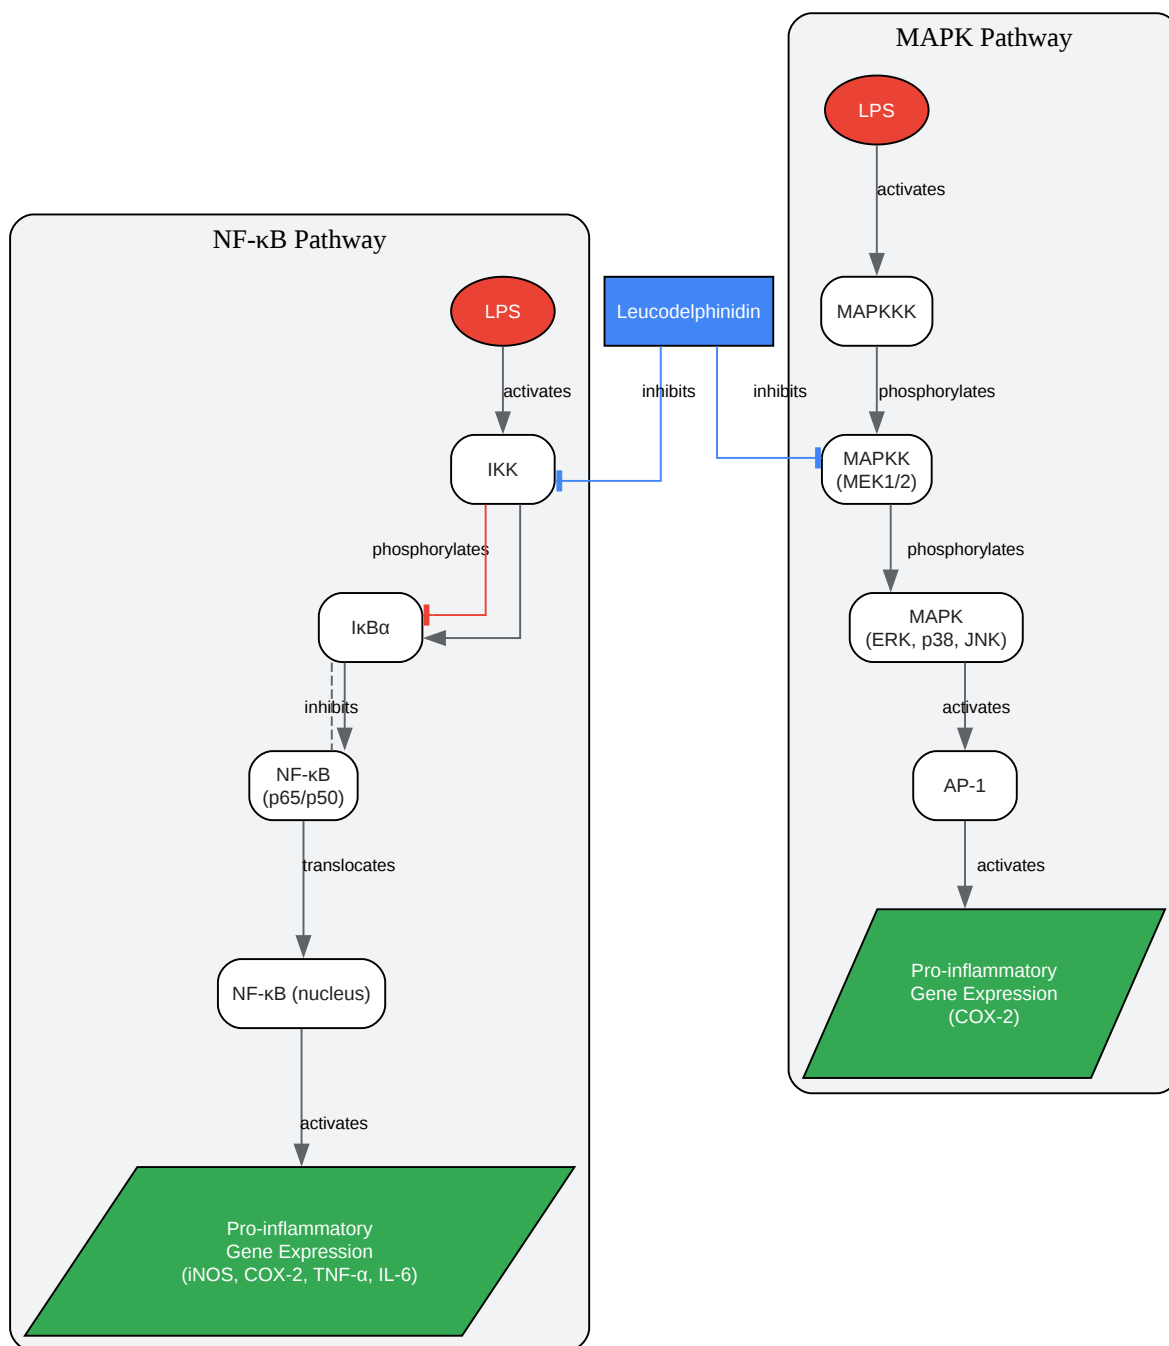 MAPK Pathway
LPS
activates
MAPKKK
phosphorylates
MAPKK
(MEK1/2)
phosphorylates
MAPK
(ERK, p38, JNK)
activates
AP-1
activates
Pro-inflammatory
Gene Expression
(COX-2)
Leucodelphinidin
inhibits
inhibits
NF-κB Pathway
LPS
activates
IKK
phosphorylates
IκBα
inhibits
NF-κB
(p65/p50)
translocates
NF-κB (nucleus)
activates
Pro-inflammatory
Gene Expression
(iNOS, COX-2, TNF-α, IL-6)